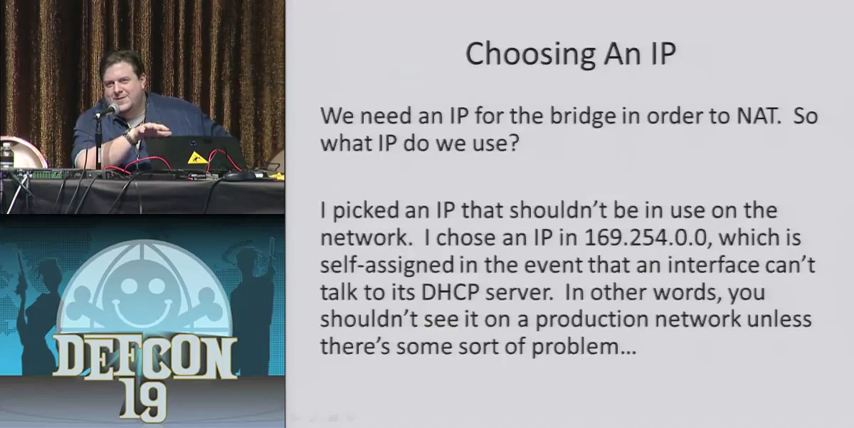 Choosing An IP
We need an IP for the bridge in order to NAT.  So
what IP do we use?
I picked an IP that shouldn't be in use on the
network.  I chose an IP in 169.254.0.0, which is
self-assigned in the event that an interface can't
talk to its DHCP server.  In other words, you
shouldn't see it on a production network unless
there's some sort of problem…
DEFCON
19